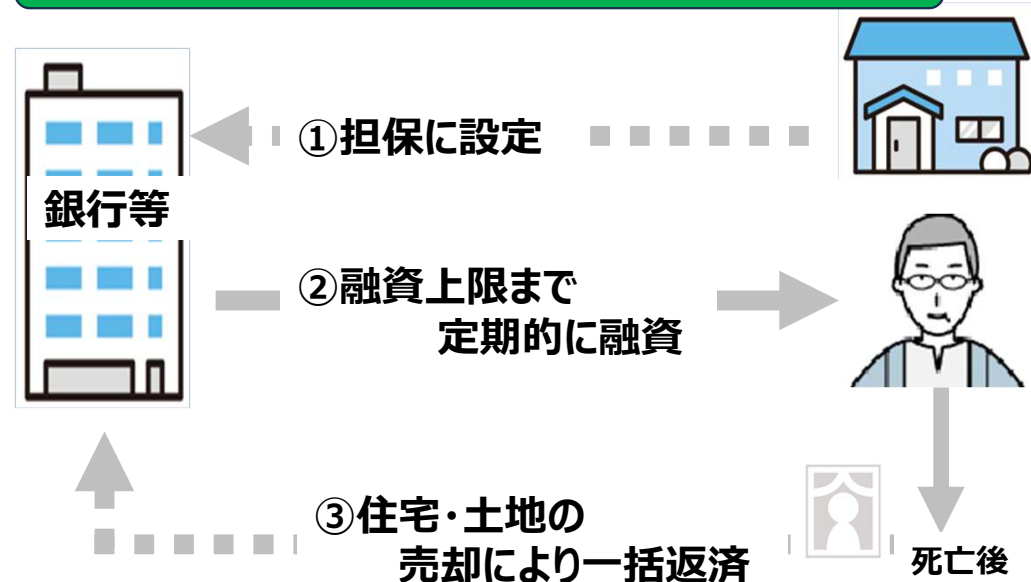 ①担保に設定
銀行等
②融資上限まで
定期的に融資
③住宅・土地の
売却により一括返済
死亡後